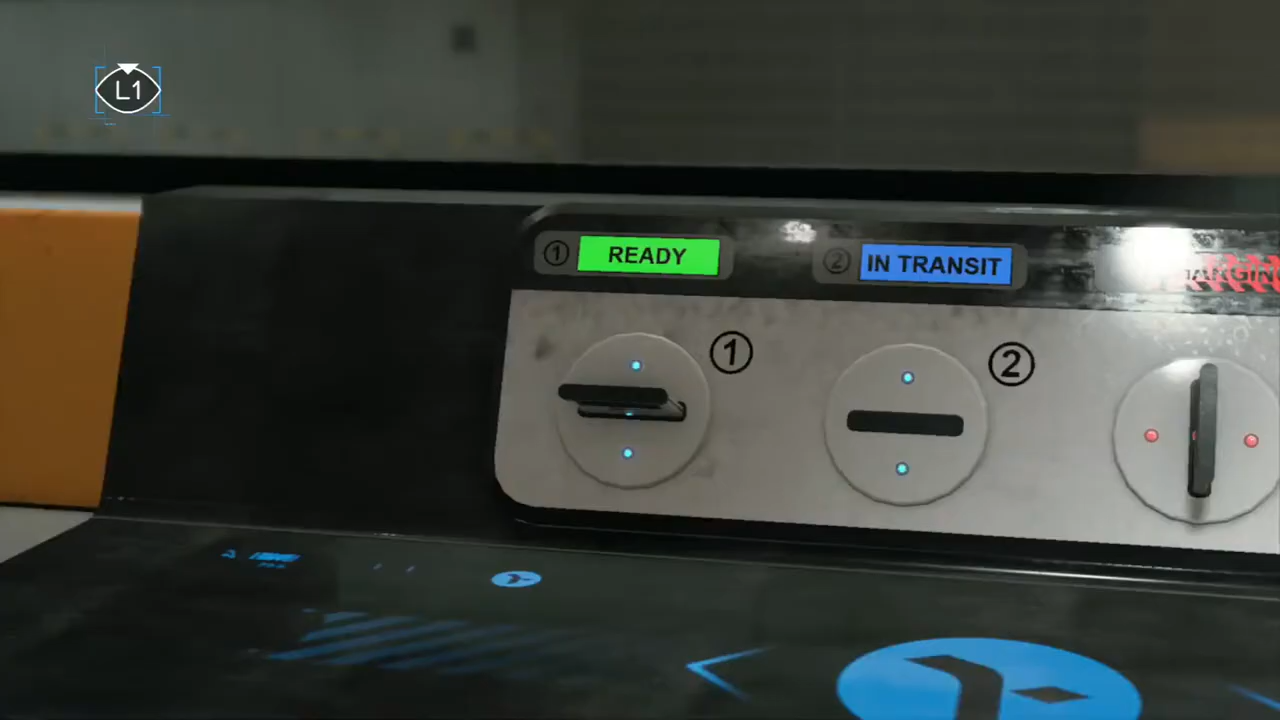 L1
① READY
② IN TRANSIT
① ②